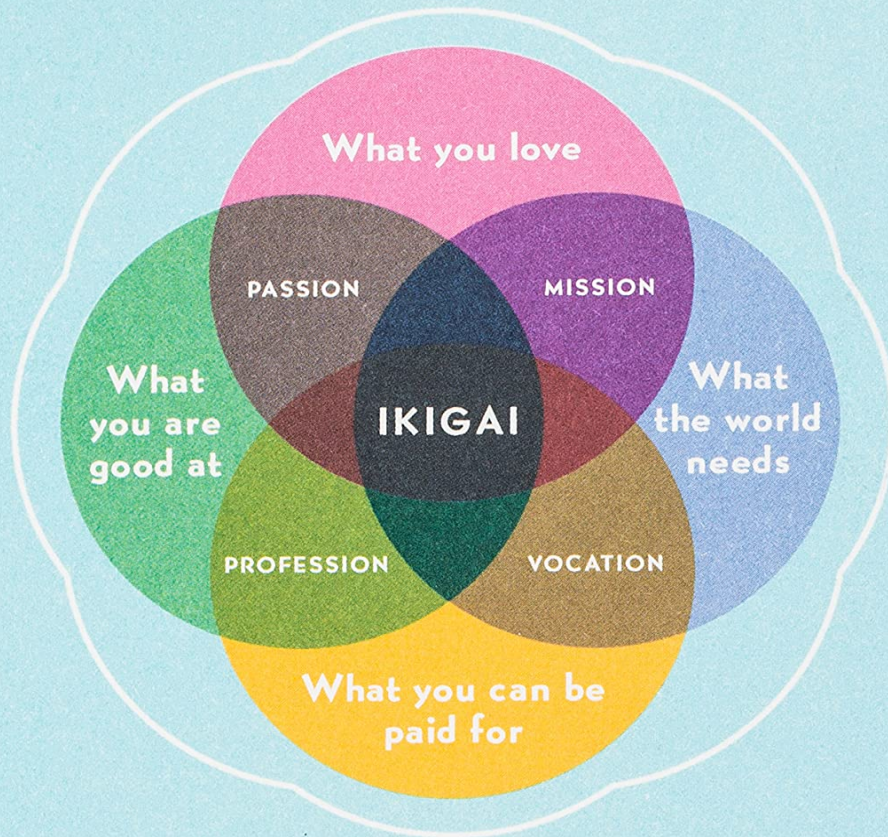 What you love
PASSION
MISSION
What
you are
good at
IKIGAI
What
the world
needs
PROFESSION
VOCATION
What you can be
paid for